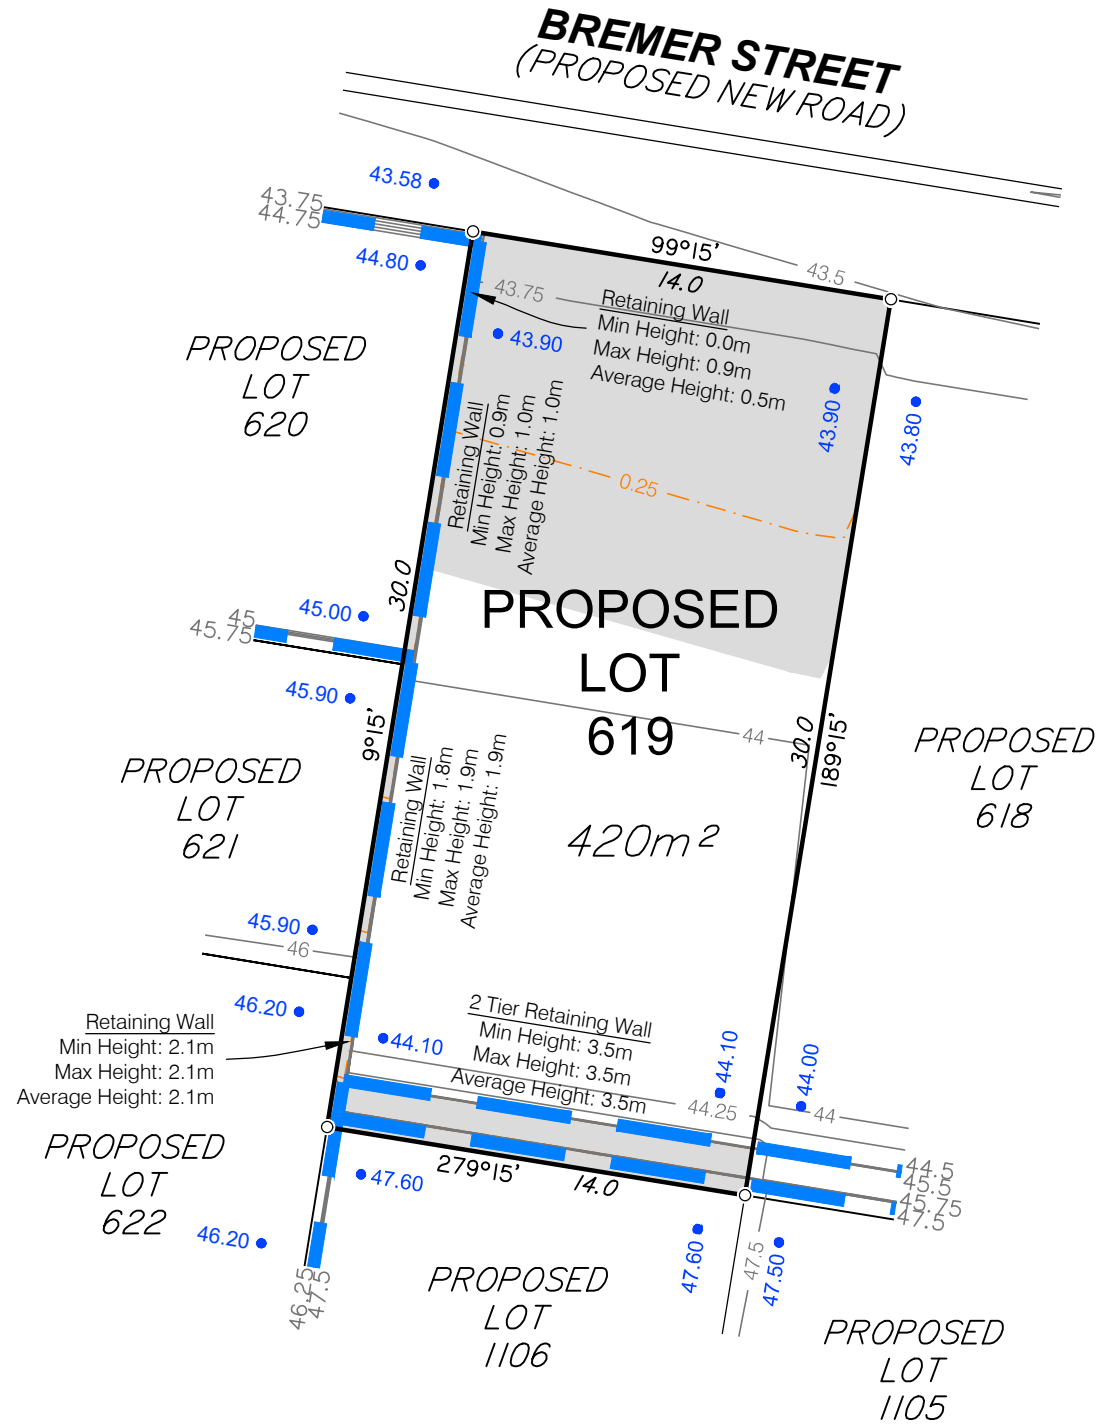 BREMER STREET
(PROPOSED NEW ROAD)
43.58
43.75
44.75
44.80
99°15'
14.0
43.5
43.75
Retaining Wall
Min Height: 0.0m
Max Height: 0.9m
Average Height: 0.5m
43.90
43.90
43.80
PROPOSED
LOT
620
Retaining Wall
Min Height: 0.9m
Max Height: 1.0m
Average Height: 1.0m
0.25
30.0
45.00
45
45.75
45.90
9°15'
PROPOSED
LOT
619
44
30.0
189°15'
PROPOSED
LOT
618
PROPOSED
LOT
621
Retaining Wall
Min Height: 1.8m
Max Height: 1.9m
Average Height: 1.9m
420m²
45.90
46
46.20
Retaining Wall
Min Height: 2.1m
Max Height: 2.1m
Average Height: 2.1m
44.10
2 Tier Retaining Wall
Min Height: 3.5m
Max Height: 3.5m
Average Height: 3.5m
44.10
44.00
44.25
44
44.5
45.5
45.75
47.5
PROPOSED
LOT
622
279°15'
14.0
47.60
46.20
46.25
47.5
47.60
47.5
47.50
PROPOSED
LOT
1106
PROPOSED
LOT
1105